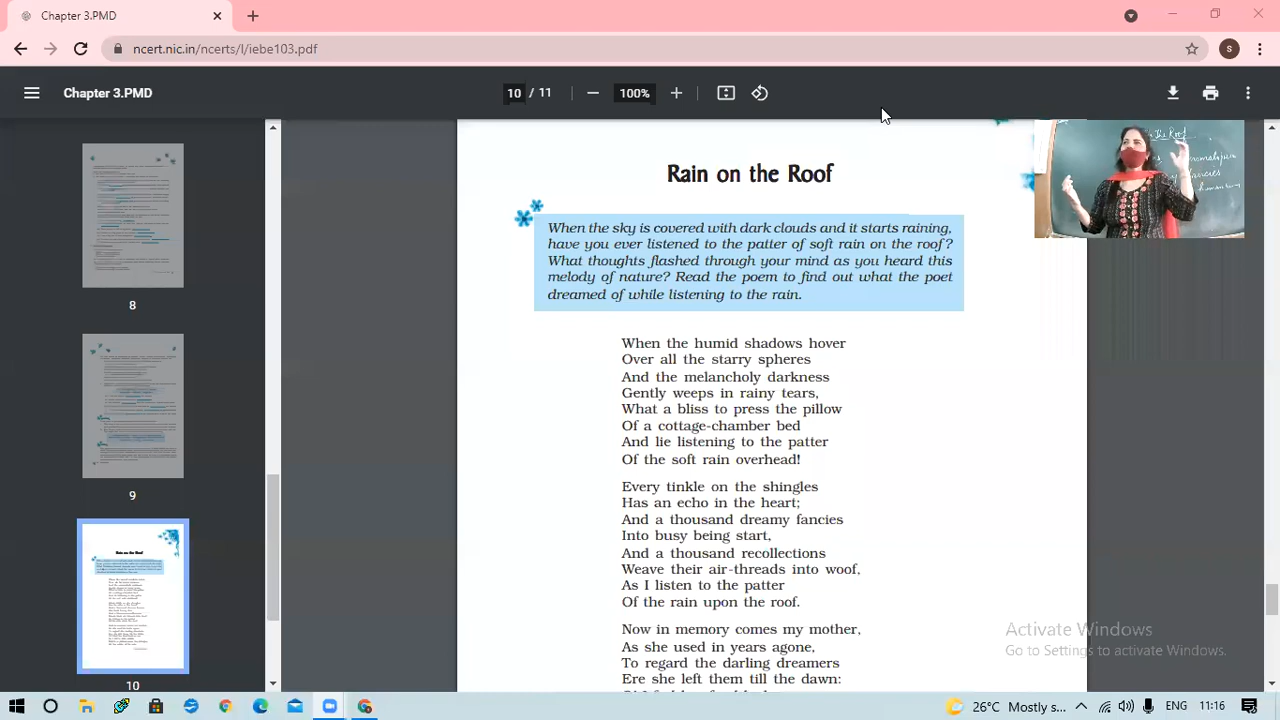 Chapter 3.PMD
ncert.nic.in/ncerts/l/iebe103.pdf
s
Chapter 3.PMD
10 / 11
100%
8
9
Rain on the Roof
10
Rain on the Roof
When the sky is covered with dark clouds and it starts raining,
have you ever listened to the patter of soft rain on the roof?
What thoughts flashed through your mind as you heard this
melody of nature? Read the poem to find out what the poet
dreamed of while listening to the rain.
When the humid shadows hover
Over all the starry spheres
And the melancholy darkness
Gently weeps in rainy tears,
What a bliss to press the pillow
Of a cottage-chamber bed
And lie listening to the patter
Of the soft rain overhead!
Every tinkle on the shingles
Has an echo in the heart;
And a thousand dreamy fancies
Into busy being start,
And a thousand recollections
Weave their air-threads into woof,
As I listen to the patter
Of the rain upon the roof.
Now in memory comes my mother,
As she used in years agone,
To regard the darling dreamers
Ere she left them till the dawn:
the Roof
Activate Windows
Go to Settings to activate Windows.
26°C Mostly s...
ENG
11:16